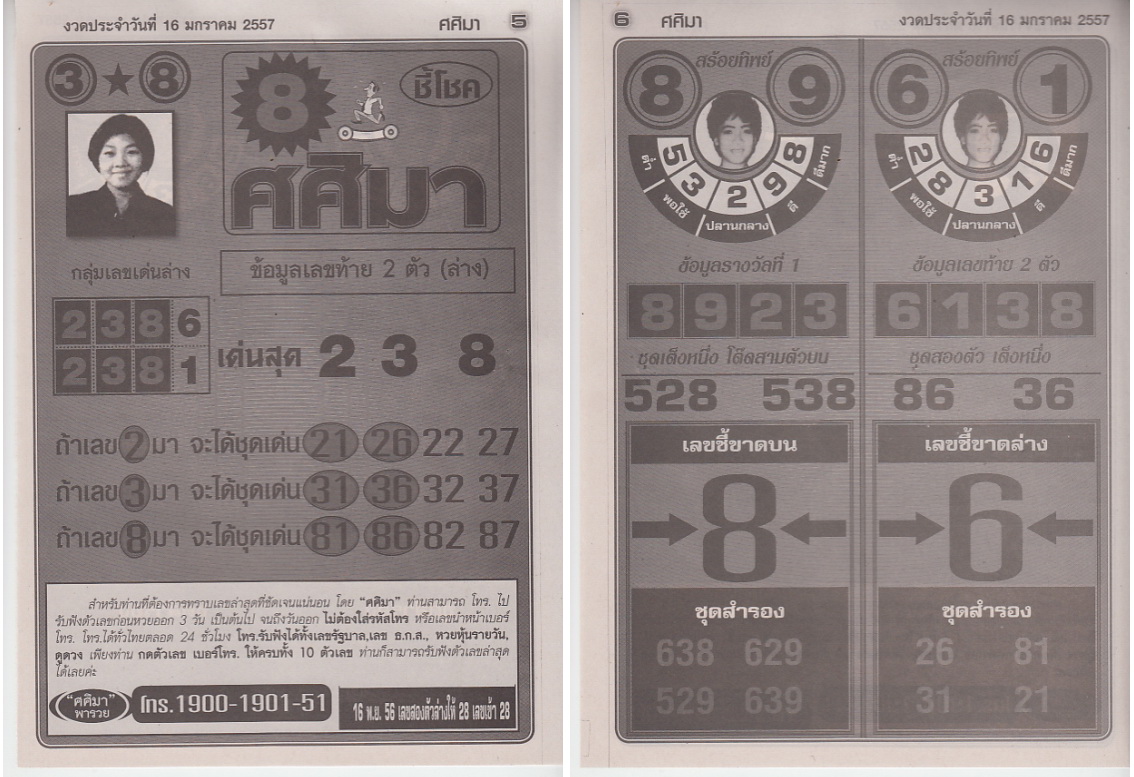 งวดประจำวันที่ 16 มกราคม 2557
ศศิมา
5
3 ★ 8
8
ชี้โชค
ศศิมา
กลุ่มเลขเด่นล่าง
ข้อมูลเลขท้าย 2 ตัว (ล่าง)
2 3 8 6
2 3 8 1
เด่นสุด 2 3 8
ถ้าเลข 2 มา จะได้ชุดเด่น 21 26 22 27
ถ้าเลข 3 มา จะได้ชุดเด่น 31 36 32 37
ถ้าเลข 8 มา จะได้ชุดเด่น 81 86 82 87
สำหรับท่านที่ต้องการทราบเลขล่าสุดที่ชัดเจนแน่นอน โดย "ศศิมา" ท่านสามารถ โทร. ไป
รับฟังตัวเลขก่อนหวยออก 3 วัน เป็นต้นไป จนถึงวันออก ไม่ต้องใส่รหัสโทร หรือเลขนำหน้าเบอร์
โทร. โทร.ได้ทั่วไทยตลอด 24 ชั่วโมง โทร.รับฟังได้ทั้งเลขรัฐบาล,เลข ธ.ก.ส., หวยหุ้นรายวัน,
ดูดวง เพียงท่าน กดตัวเลข เบอร์โทร. ให้ครบทั้ง 10 ตัวเลข ท่านก็สามารถรับฟังตัวเลขล่าสุด
ได้เลยค่ะ
"ศศิมา"
พารวย
โทร.1900-1901-51
16 พ.ย. 56 เลขสองตัวล่างให้ 28 เลขเข้า 28
6
ศศิมา
งวดประจำวันที่ 16 มกราคม 2557
8 สร้อยทิพย์ 9
5 3 2 9 8
ต่ำ พอใช้ ปลานกลาง ดี ดีมาก
ข้อมูลรางวัลที่ 1
8 9 2 3
ชุดเต็งหนึ่ง โต๊ดสามตัวบน
528 538
เลขชี้ขาดบน
8
ชุดสำรอง
638 629
529 639
6 สร้อยทิพย์ 1
2 8 3 1 6
ต่ำ พอใช้ ปลานกลาง ดี ดีมาก
ข้อมูลเลขท้าย 2 ตัว
6 1 3 8
ชุดสองตัว เต็งหนึ่ง
86 36
เลขชี้ขาดล่าง
6
ชุดสำรอง
26 81
31 21